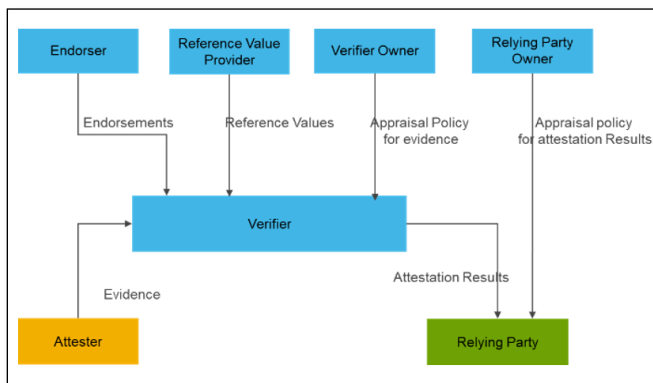 Endorser
Reference Value
Provider
Verifier Owner
Relying Party
Owner
Endorsements
Reference Values
Appraisal Policy
for evidence
Appraisal policy
for attestation Results
Verifier
Evidence
Attestation Results
Attester
Relying Party